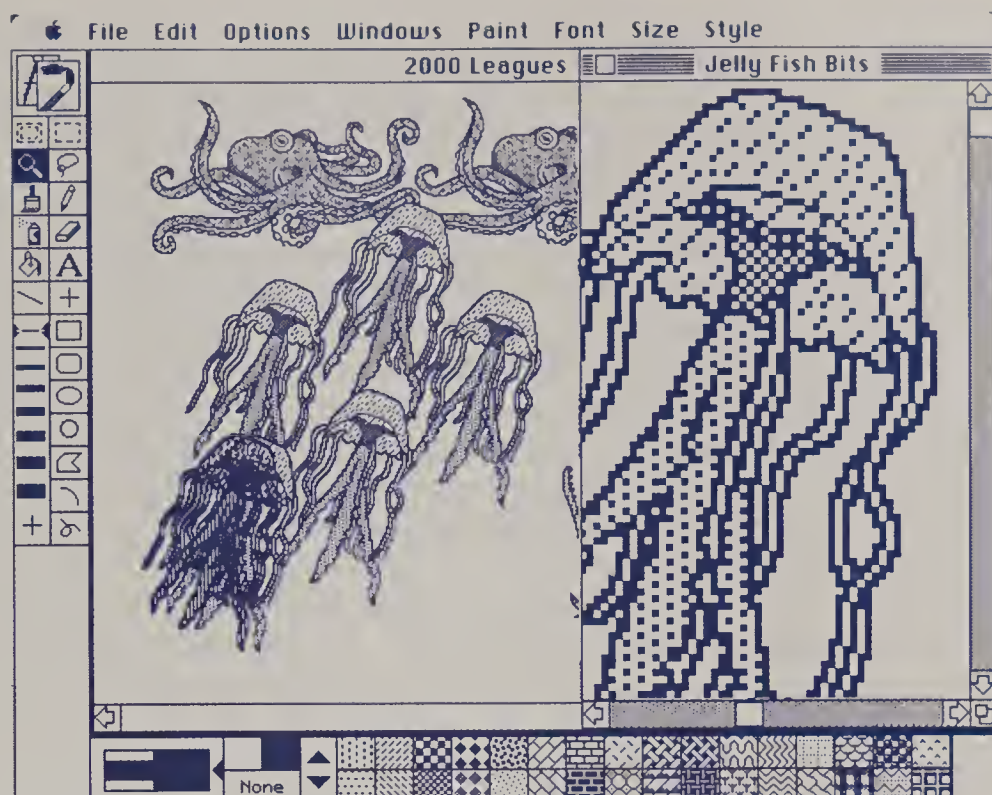 File Edit Options Windows Paint Font Size Style
2000 Leagues
Jelly Fish Bits
A
None